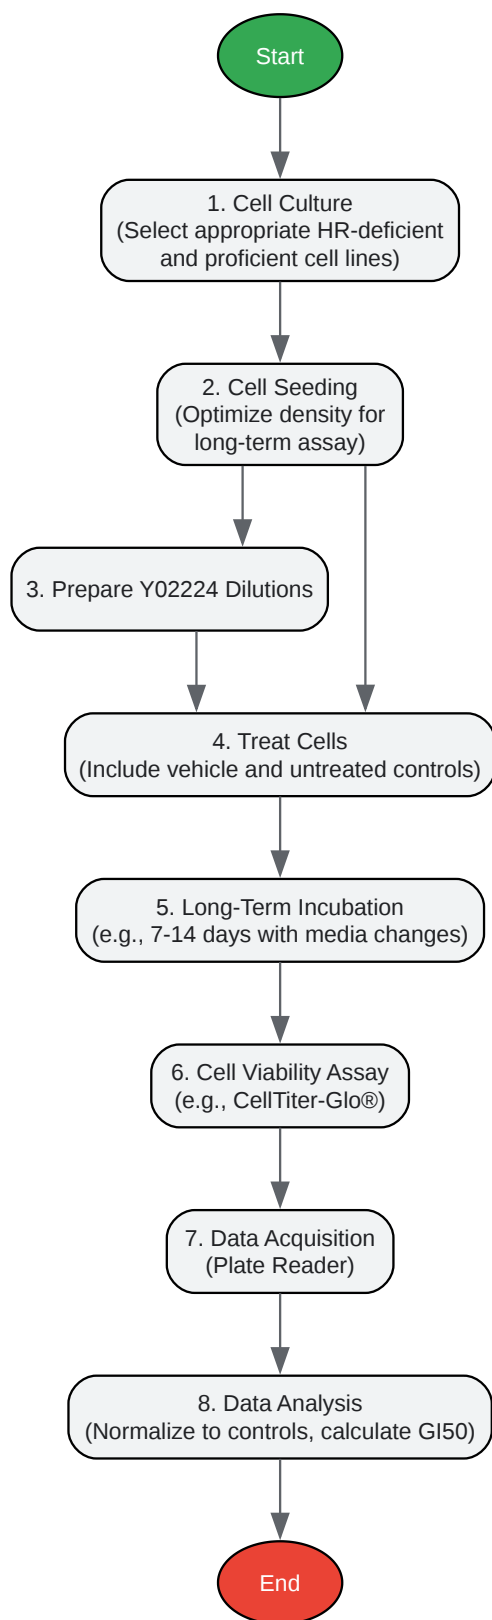 Start
1. Cell Culture
(Select appropriate HR-deficient
and proficient cell lines)
2. Cell Seeding
(Optimize density for
long-term assay)
3. Prepare Y02224 Dilutions
4. Treat Cells
(Include vehicle and untreated controls)
5. Long-Term Incubation
(e.g., 7-14 days with media changes)
6. Cell Viability Assay
(e.g., CellTiter-Glo®)
7. Data Acquisition
(Plate Reader)
8. Data Analysis
(Normalize to controls, calculate GI50)
End